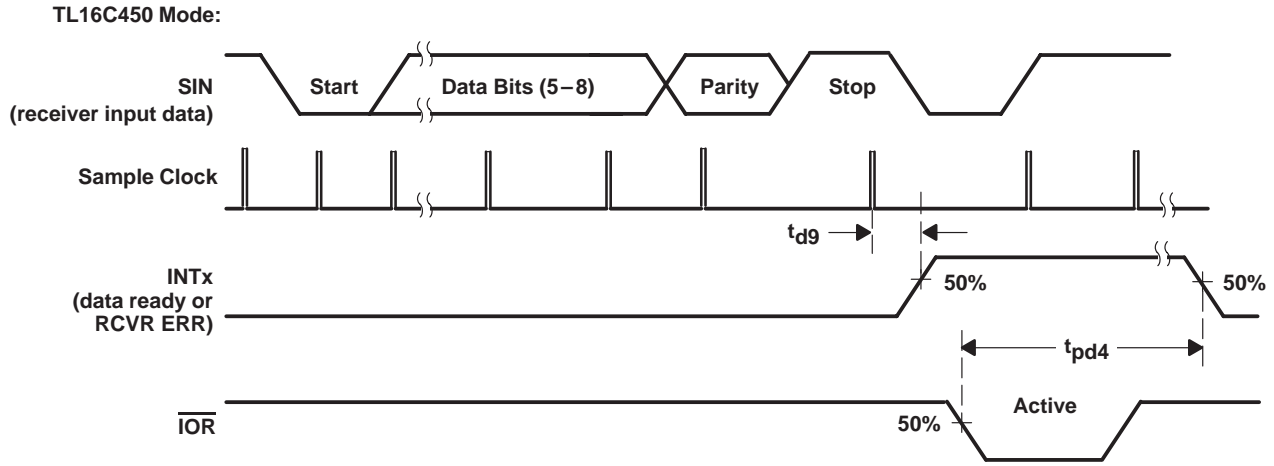 TL16C450 Mode:
SIN
(receiver input data)
Start
Data Bits (5–8)
Parity
Stop
Sample Clock
td9
INTx
(data ready or
RCVR ERR)
50%
50%
tpd4
IOR
50%
Active